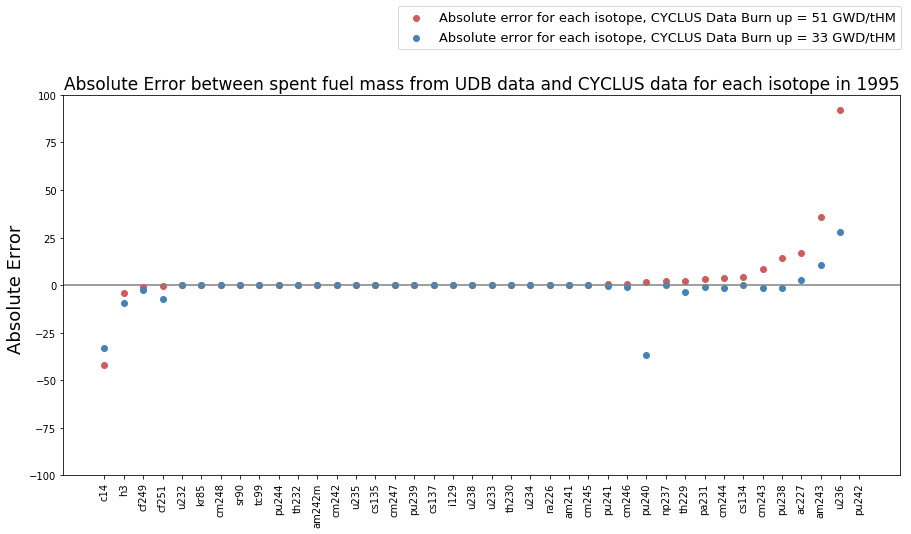 Absolute error for each isotope, CYCLUS Data Burn up = 51 GWD/tHM
Absolute error for each isotope, CYCLUS Data Burn up = 33 GWD/tHM
Absolute Error between spent fuel mass from UDB data and CYCLUS data for each isotope in 1995
Absolute Error
100
75
50
25
0
−25
−50
−75
−100
c14
h3
cf249
cf251
u232
kr85
cm248
sr90
tc99
pu244
th232
am242m
cm242
u235
cs135
cm247
pu239
cs137
i129
u238
u233
th230
u234
ra226
am241
cm245
pu241
cm246
pu240
np237
th229
pa231
cm244
cs134
cm243
pu238
ac227
am243
u236
pu242